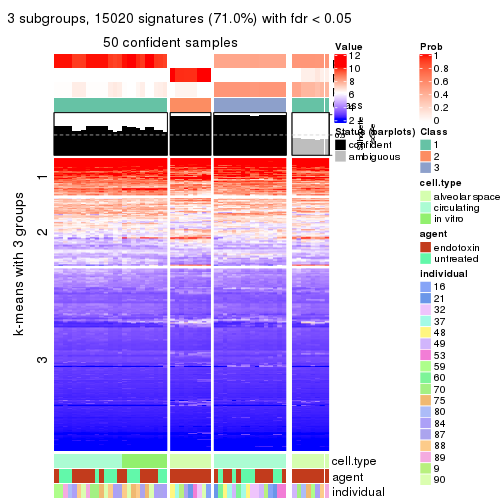 3 subgroups, 15020 signatures (71.0%) with fdr < 0.05
50 confident samples
k-means with 3 groups
1
2
3
cell.type
agent
individual
Value
12
10
8
6
4
2
Status (barplots)
confident
ambiguous
Prob
1
0.8
0.6
0.4
0.2
0
Class
1
2
3
cell.type
alveolar space
circulating
in vitro
agent
endotoxin
untreated
individual
16
21
32
37
48
49
53
59
60
70
75
80
84
87
88
89
9
90